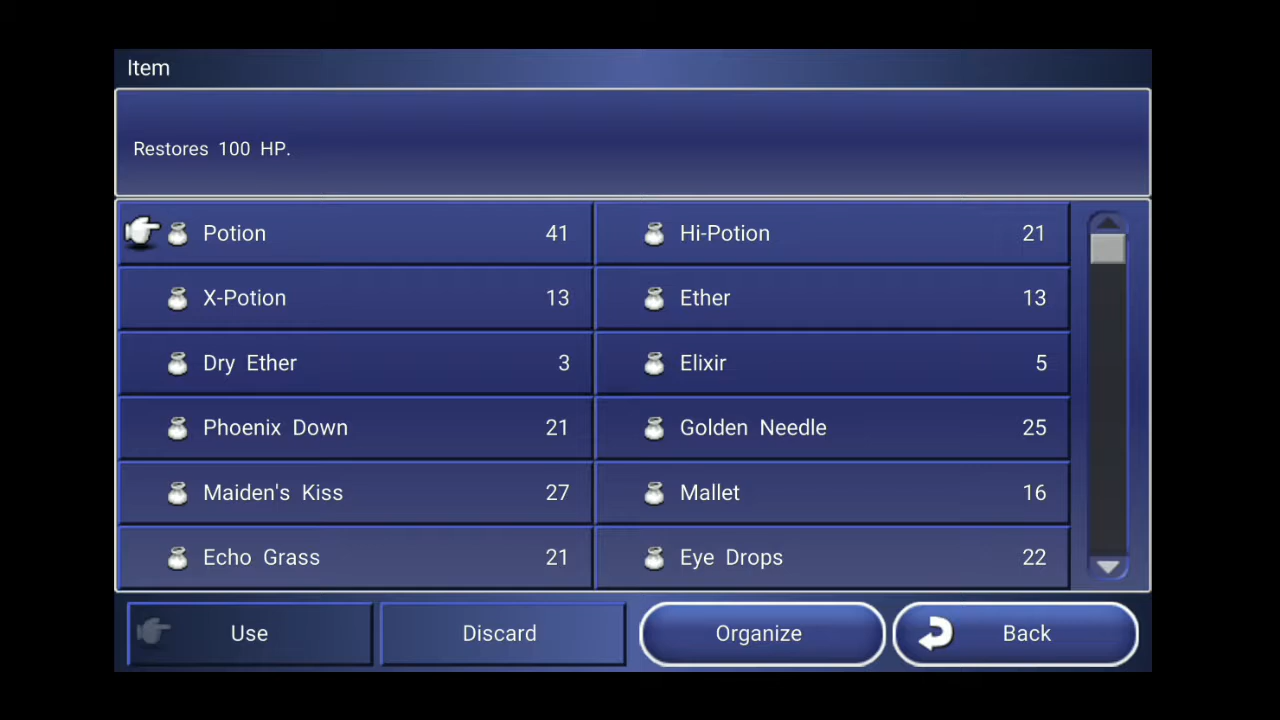 Item
Restores 100 HP.
Potion 41 Hi-Potion 21
X-Potion 13 Ether 13
Dry Ether 3 Elixir 5
Phoenix Down 21 Golden Needle 25
Maiden's Kiss 27 Mallet 16
Echo Grass 21 Eye Drops 22
Use Discard Organize Back